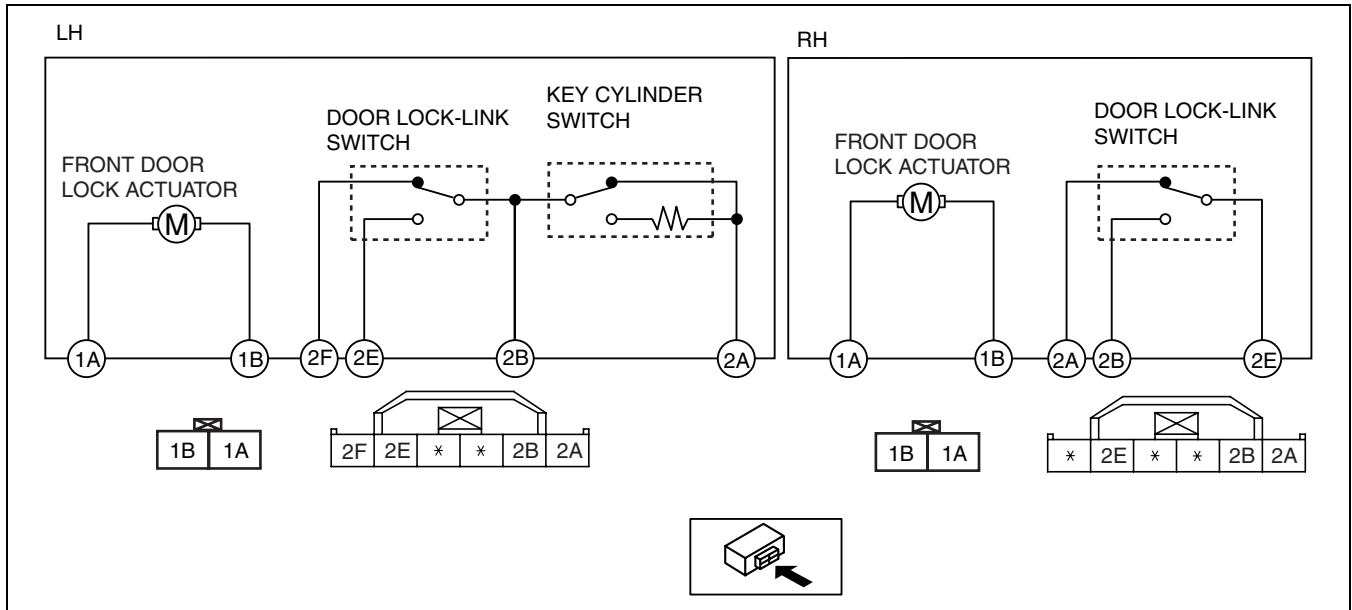 LH
RH
DOOR LOCK-LINK
SWITCH
KEY CYLINDER
SWITCH
FRONT DOOR
LOCK ACTUATOR
M
1A
1B
2F
2E
2B
2A
1B 1A
2F 2E * * 2B 2A
DOOR LOCK-LINK
SWITCH
FRONT DOOR
LOCK ACTUATOR
M
1A
1B
2A
2B
2E
1B 1A
* 2E * * 2B 2A